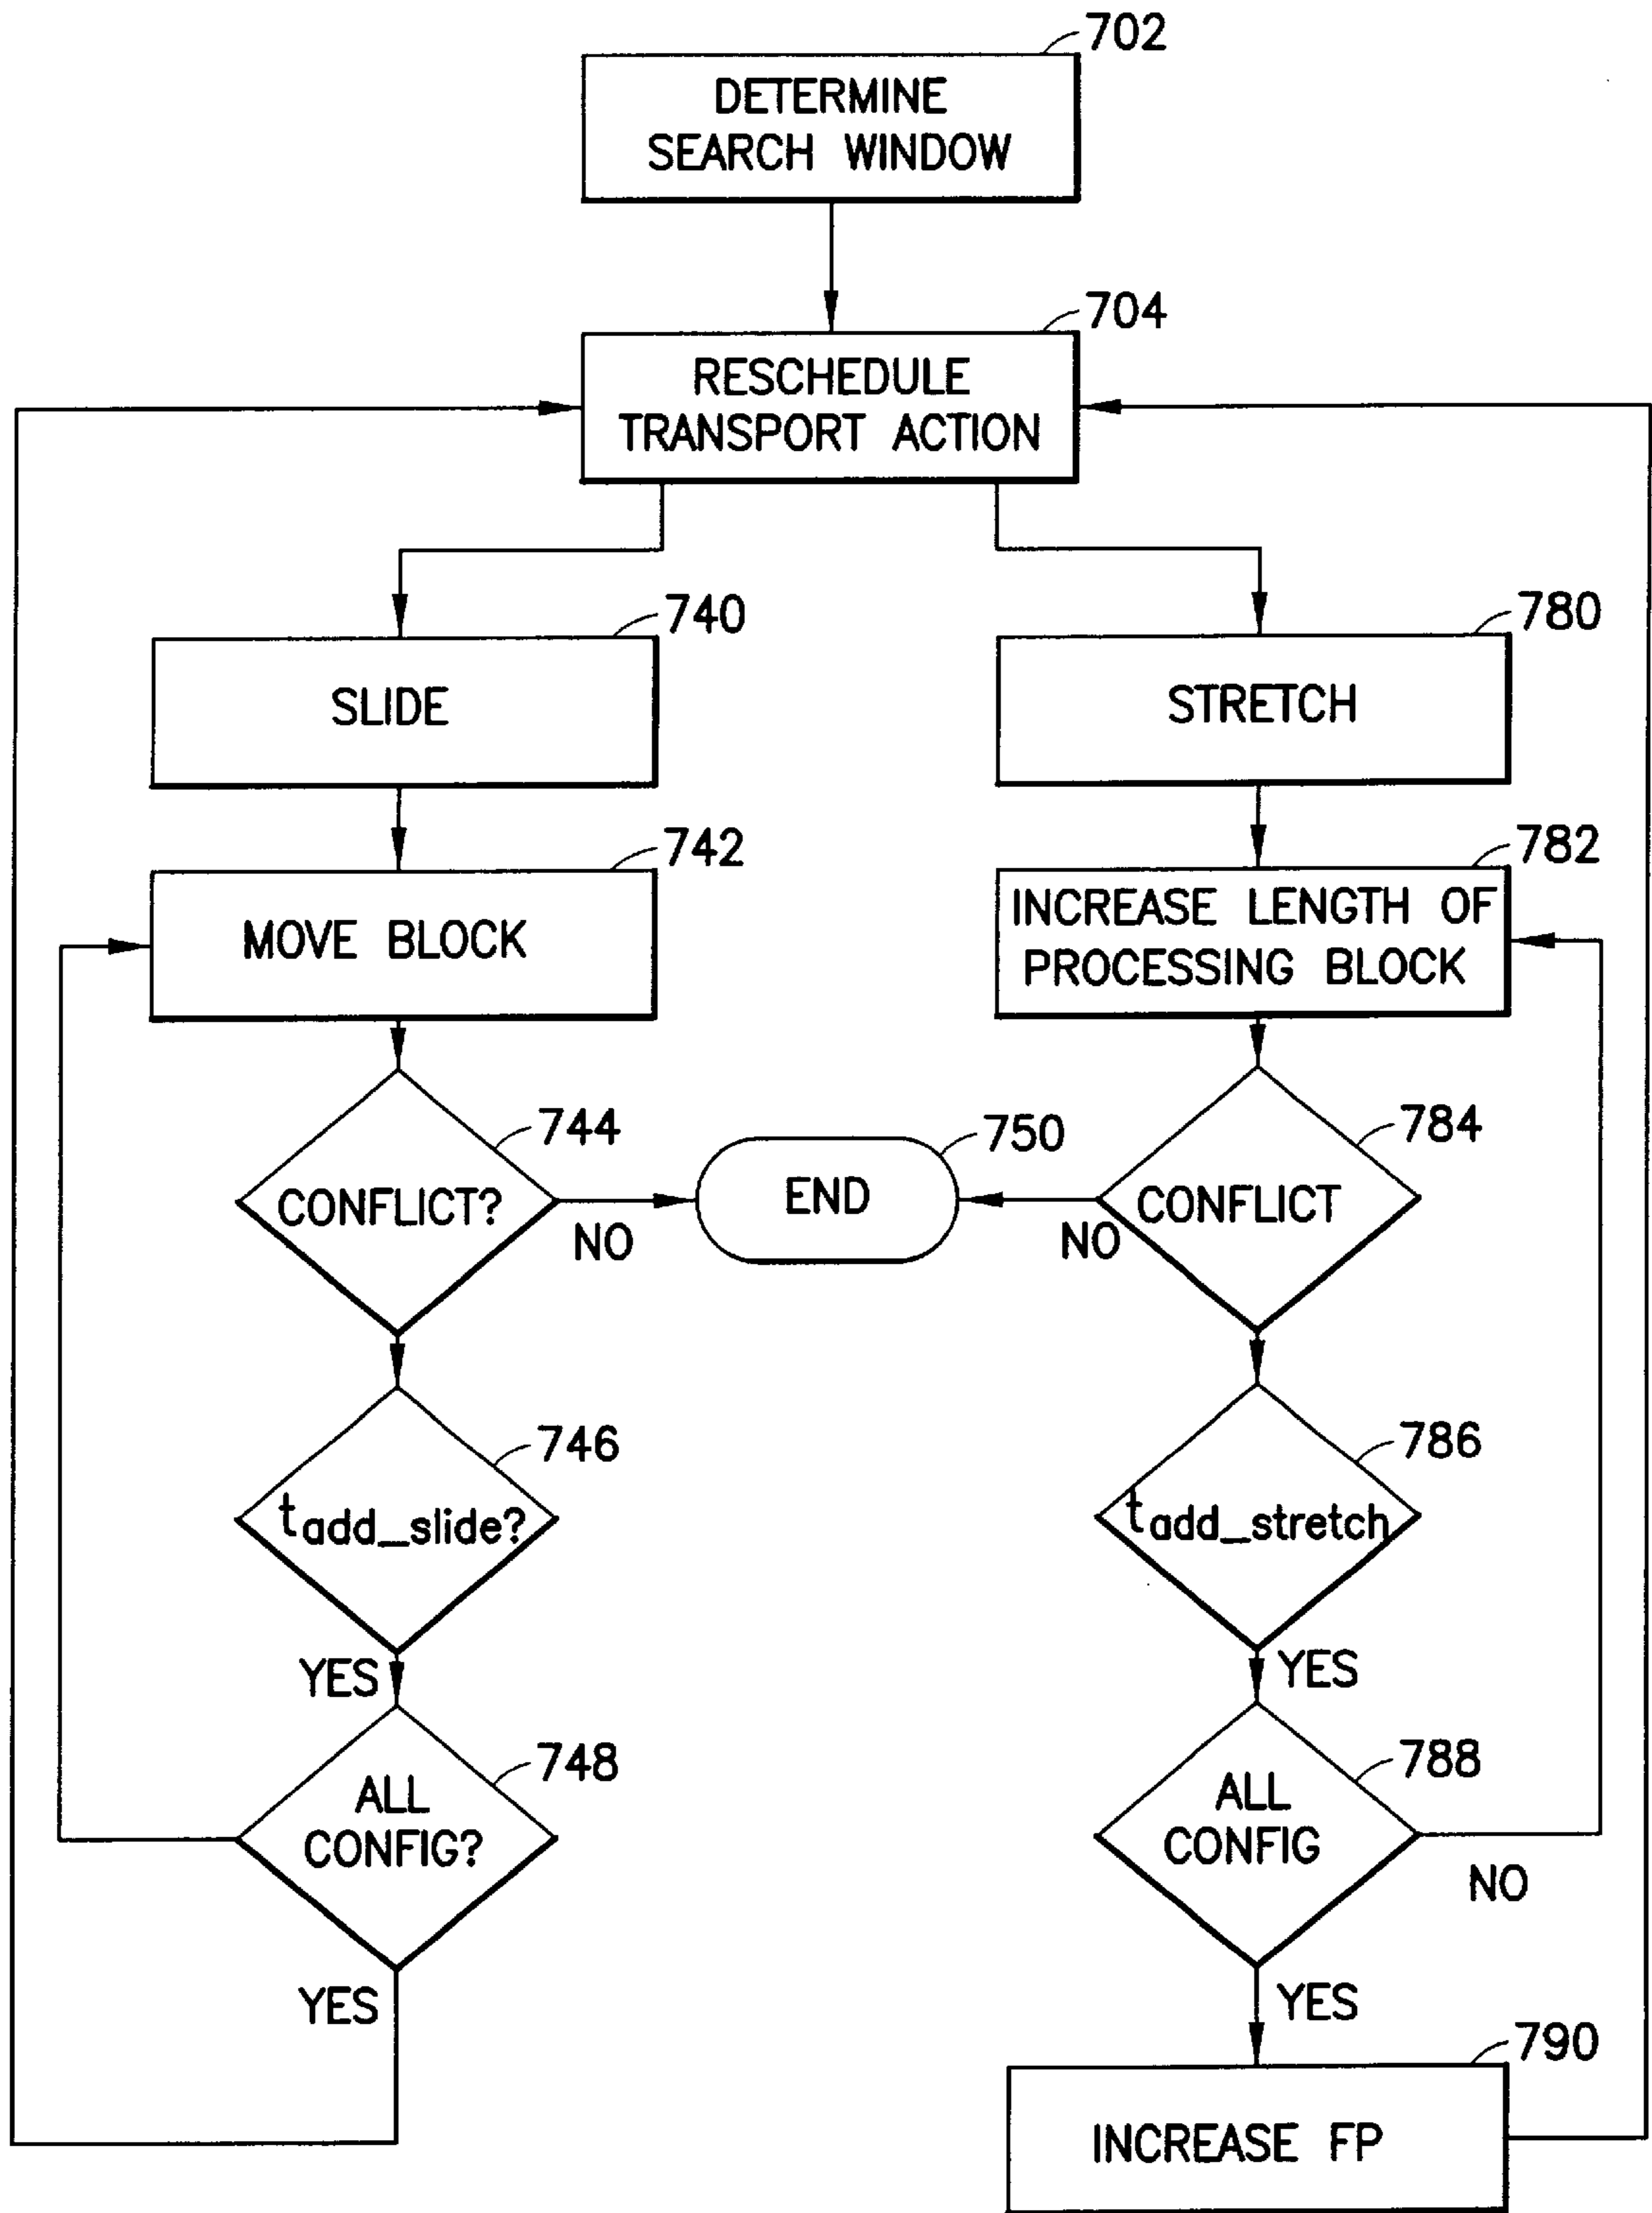 702
DETERMINE
SEARCH WINDOW
704
RESCHEDULE
TRANSPORT ACTION
740
SLIDE
780
STRETCH
742
MOVE BLOCK
782
INCREASE LENGTH OF
PROCESSING BLOCK
744
CONFLICT?
NO
750
END
784
CONFLICT
NO
746
tadd_slide?
YES
786
tadd_stretch
YES
748
ALL
CONFIG?
YES
788
ALL
CONFIG
NO
YES
790
INCREASE FP